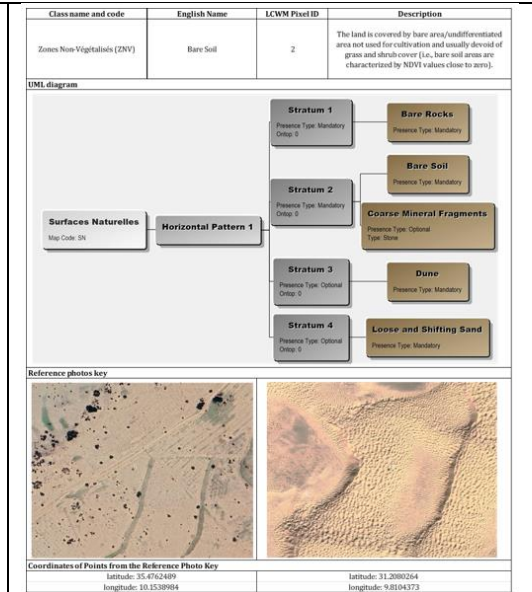 Class name and code
English Name
LCWM Pixel ID
Description
Zones Non-Végétalisés (ZNV)
Bare Soil
2
The land is covered by bare area/undifferentiated
area not used for cultivation and usually devoid of
grass and shrub cover (i.e., bare soil areas are
characterized by NDVI values close to zero).
UML diagram
Surfaces Naturelles
Map Code: SN
Horizontal Pattern 1
Stratum 1
Presence Type: Mandatory
Ontop: 0
Bare Rocks
Presence Type: Mandatory
Stratum 2
Presence Type: Mandatory
Ontop: 0
Bare Soil
Presence Type: Mandatory
Coarse Mineral Fragments
Presence Type: Optional
Type: Stone
Stratum 3
Presence Type: Optional
Ontop: 0
Dune
Presence Type: Mandatory
Stratum 4
Presence Type: Optional
Ontop: 0
Loose and Shifting Sand
Presence Type: Mandatory
Reference photos key
Coordinates of Points from the Reference Photo Key
latitude: 35.4762489
latitude: 31.2080264
longitude: 10.1538984
longitude: 9.8104373